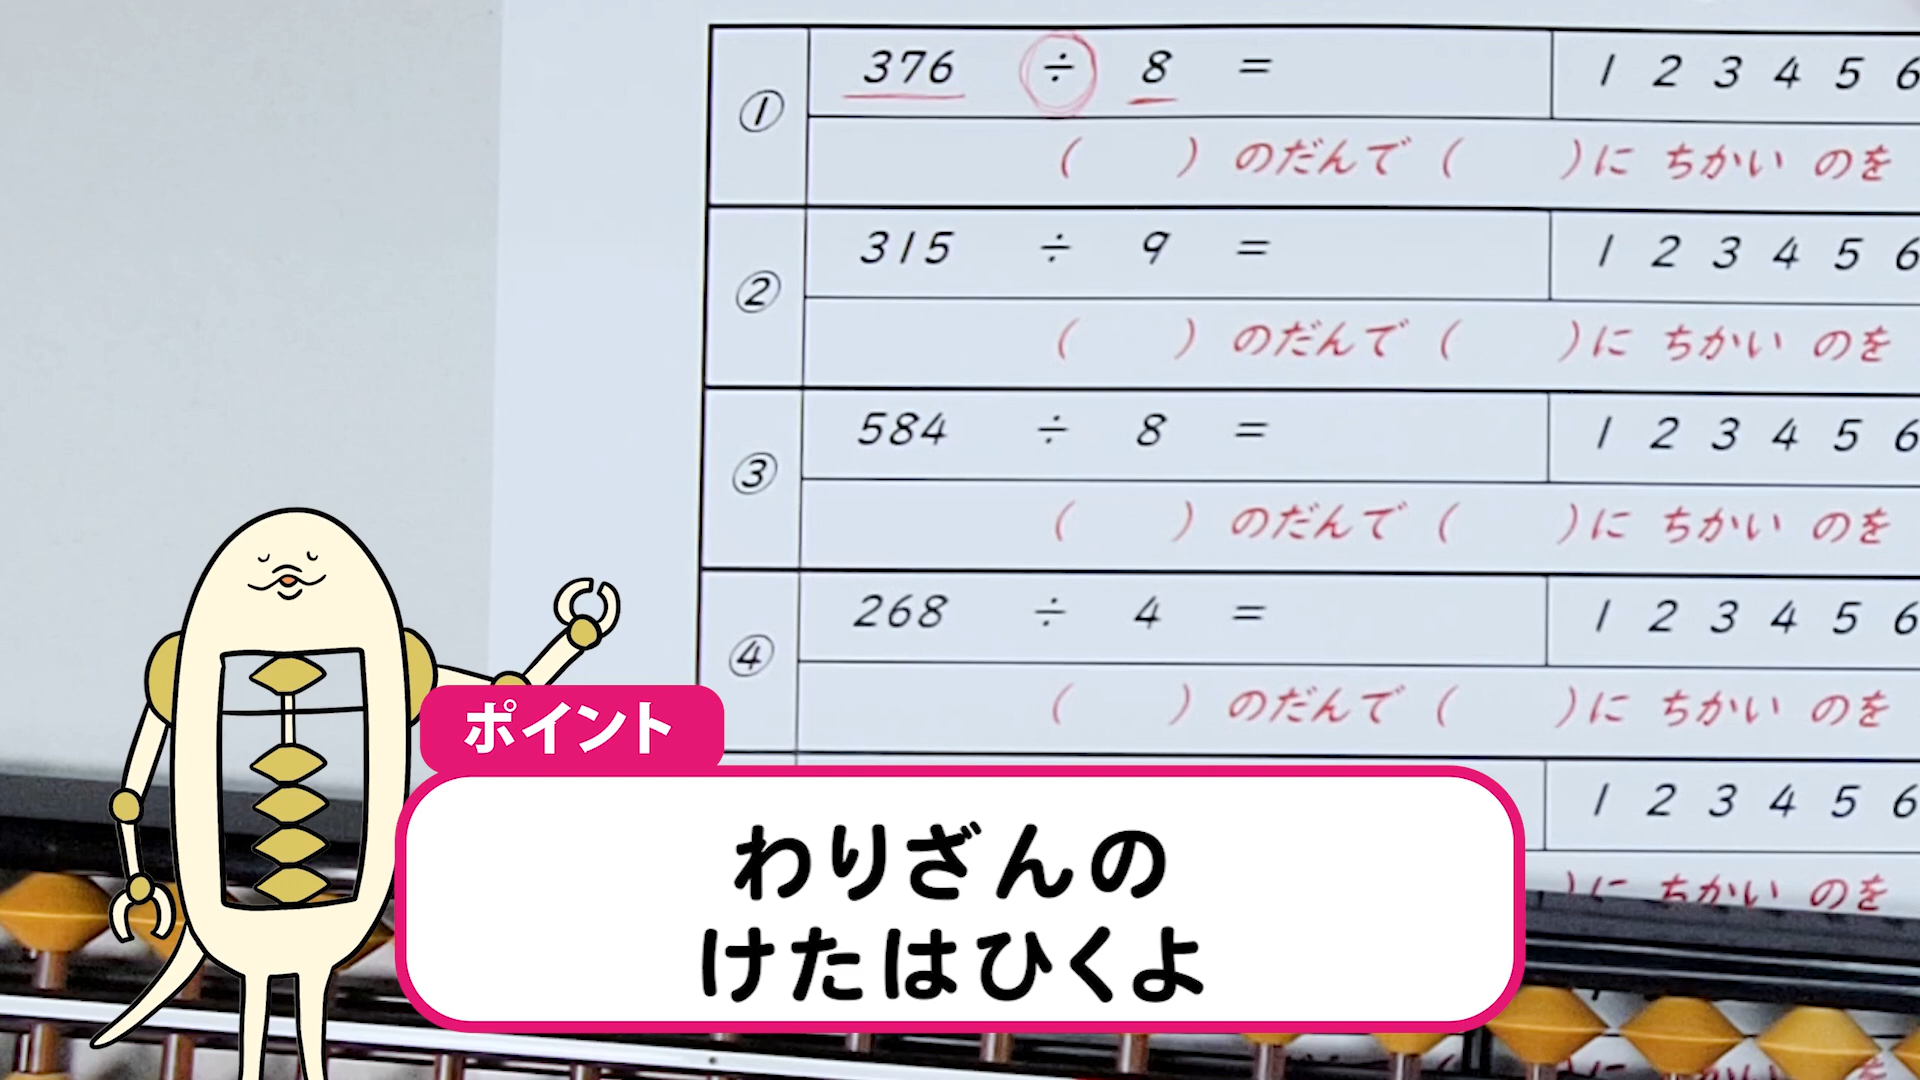 ① 376 ÷ 8 = 1 2 3 4 5 6
( ) のだんで ( )に ちかい のを
② 315 ÷ 9 = 1 2 3 4 5 6
( ) のだんで ( )に ちかい のを
③ 584 ÷ 8 = 1 2 3 4 5 6
( ) のだんで ( )に ちかい のを
④ 268 ÷ 4 = 1 2 3 4 5 6
( ) のだんで ( )に ちかい のを
1 2 3 4 5 6
)に ちかい のを
ポイント
わりざんの
けたはひくよ